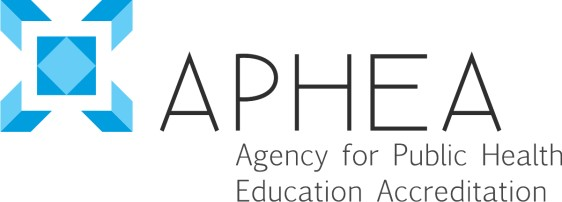 APHEA
Agency for Public Health
Education Accreditation